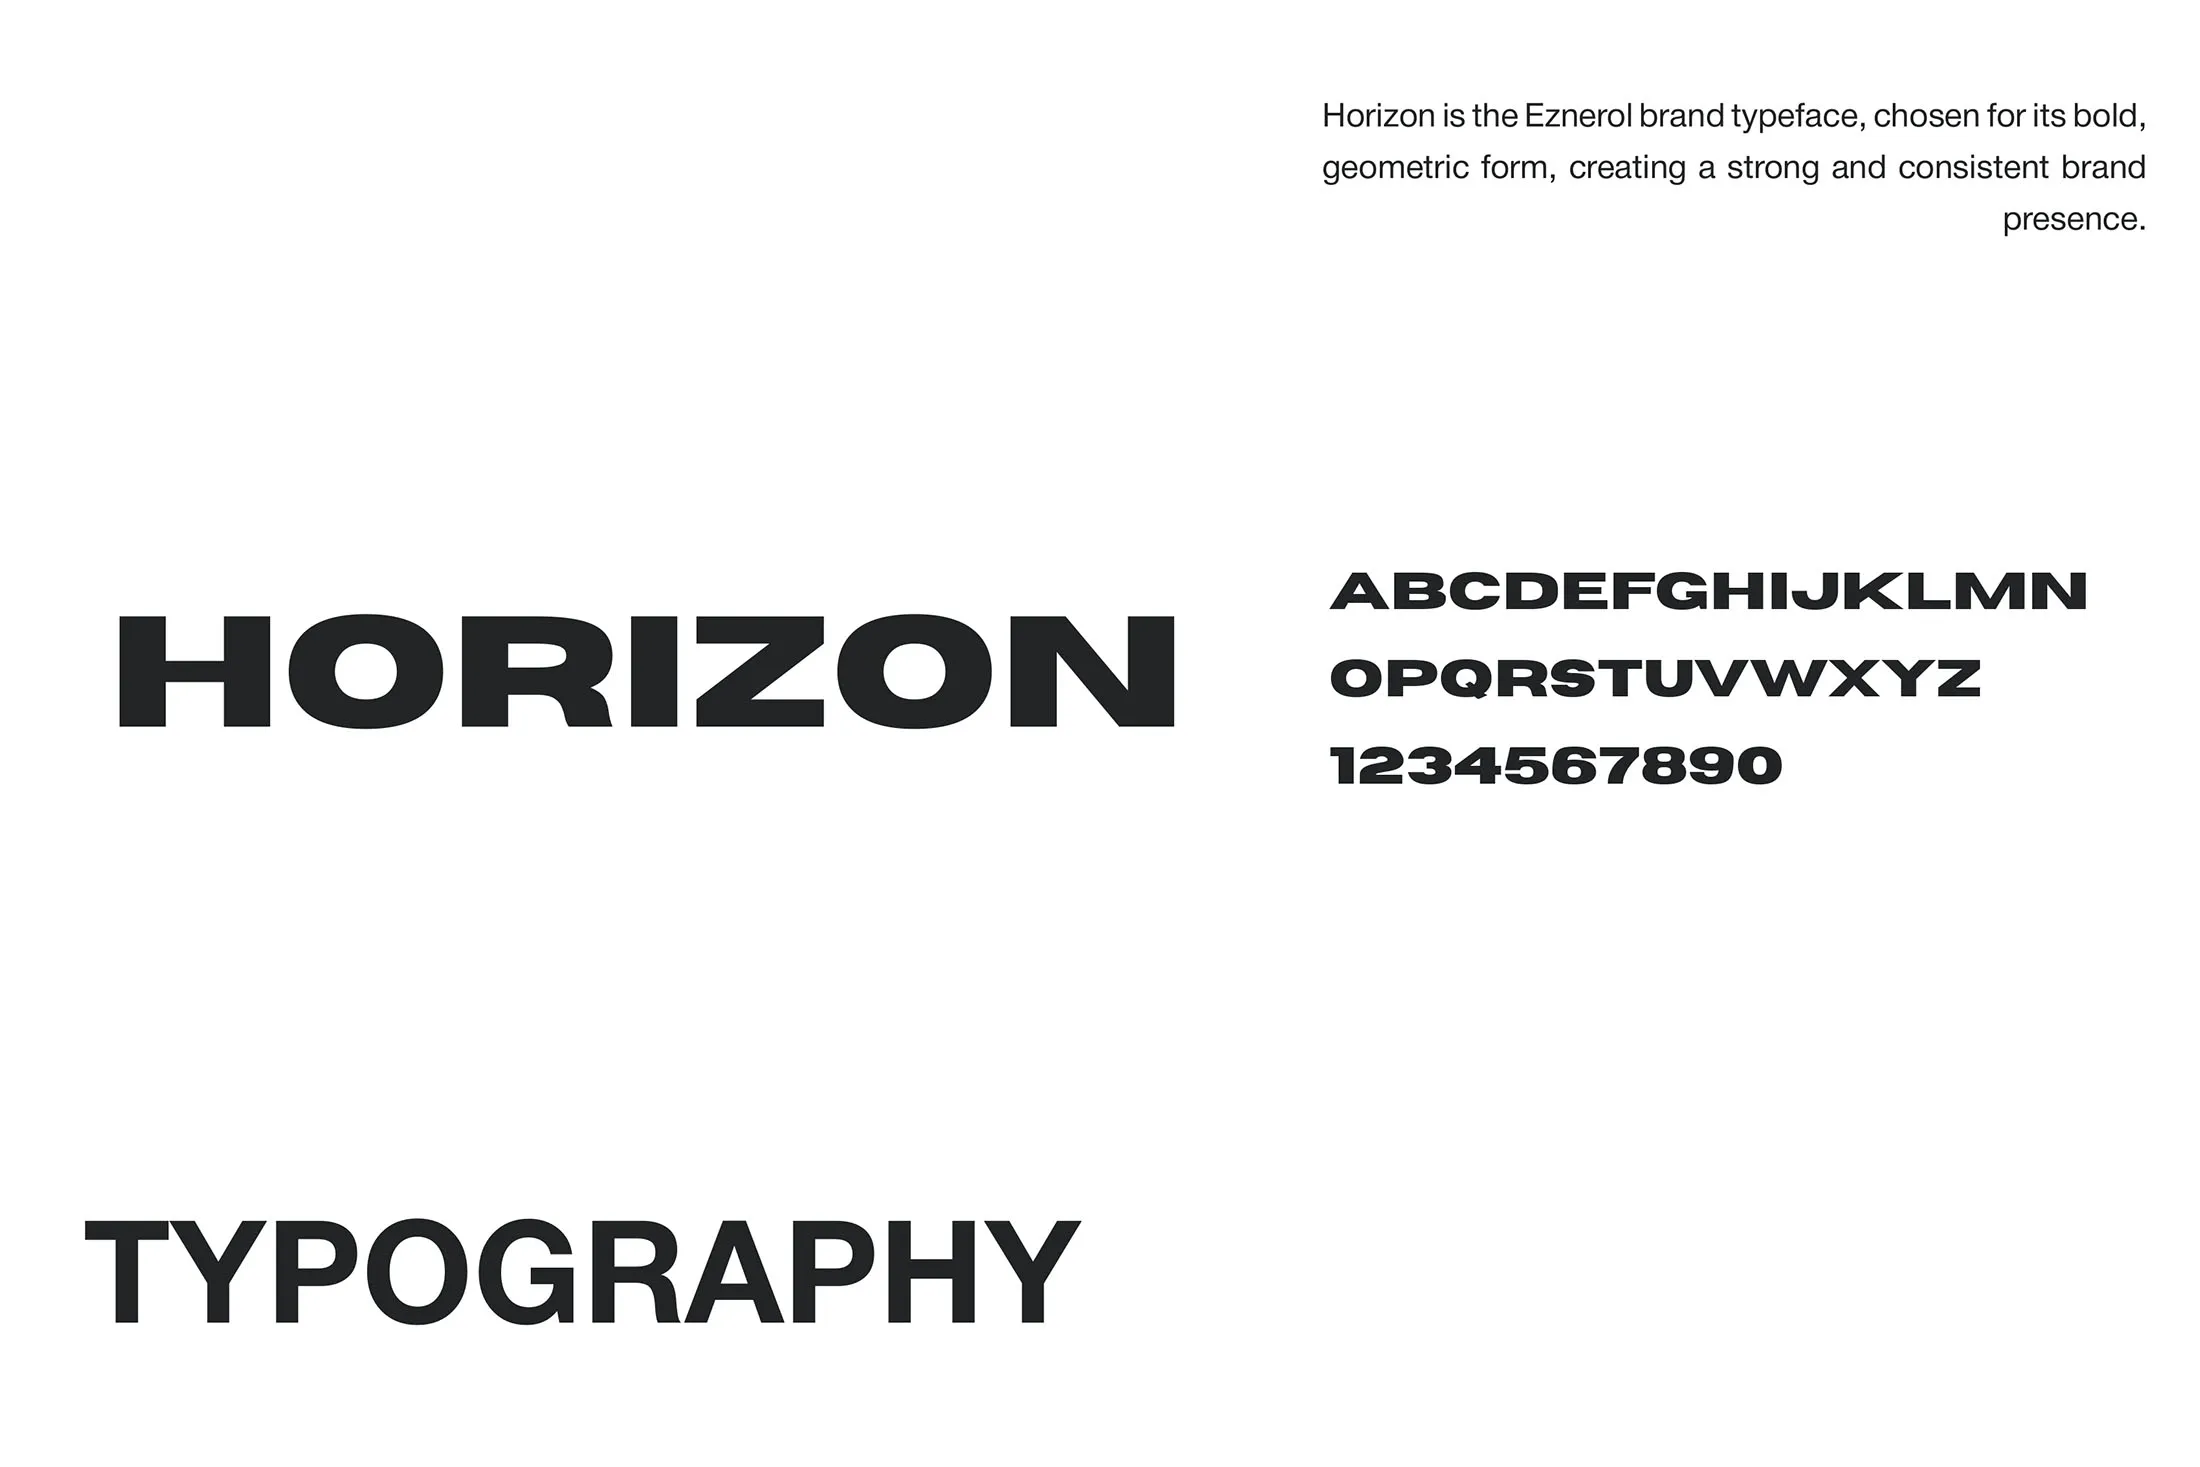 Horizon is the Eznerol brand typeface, chosen for its bold,
geometric form, creating a strong and consistent brand
presence.
HORIZON
ABCDEFGHIJKLMN
OPQRSTUVWXYZ
1234567890
TYPOGRAPHY